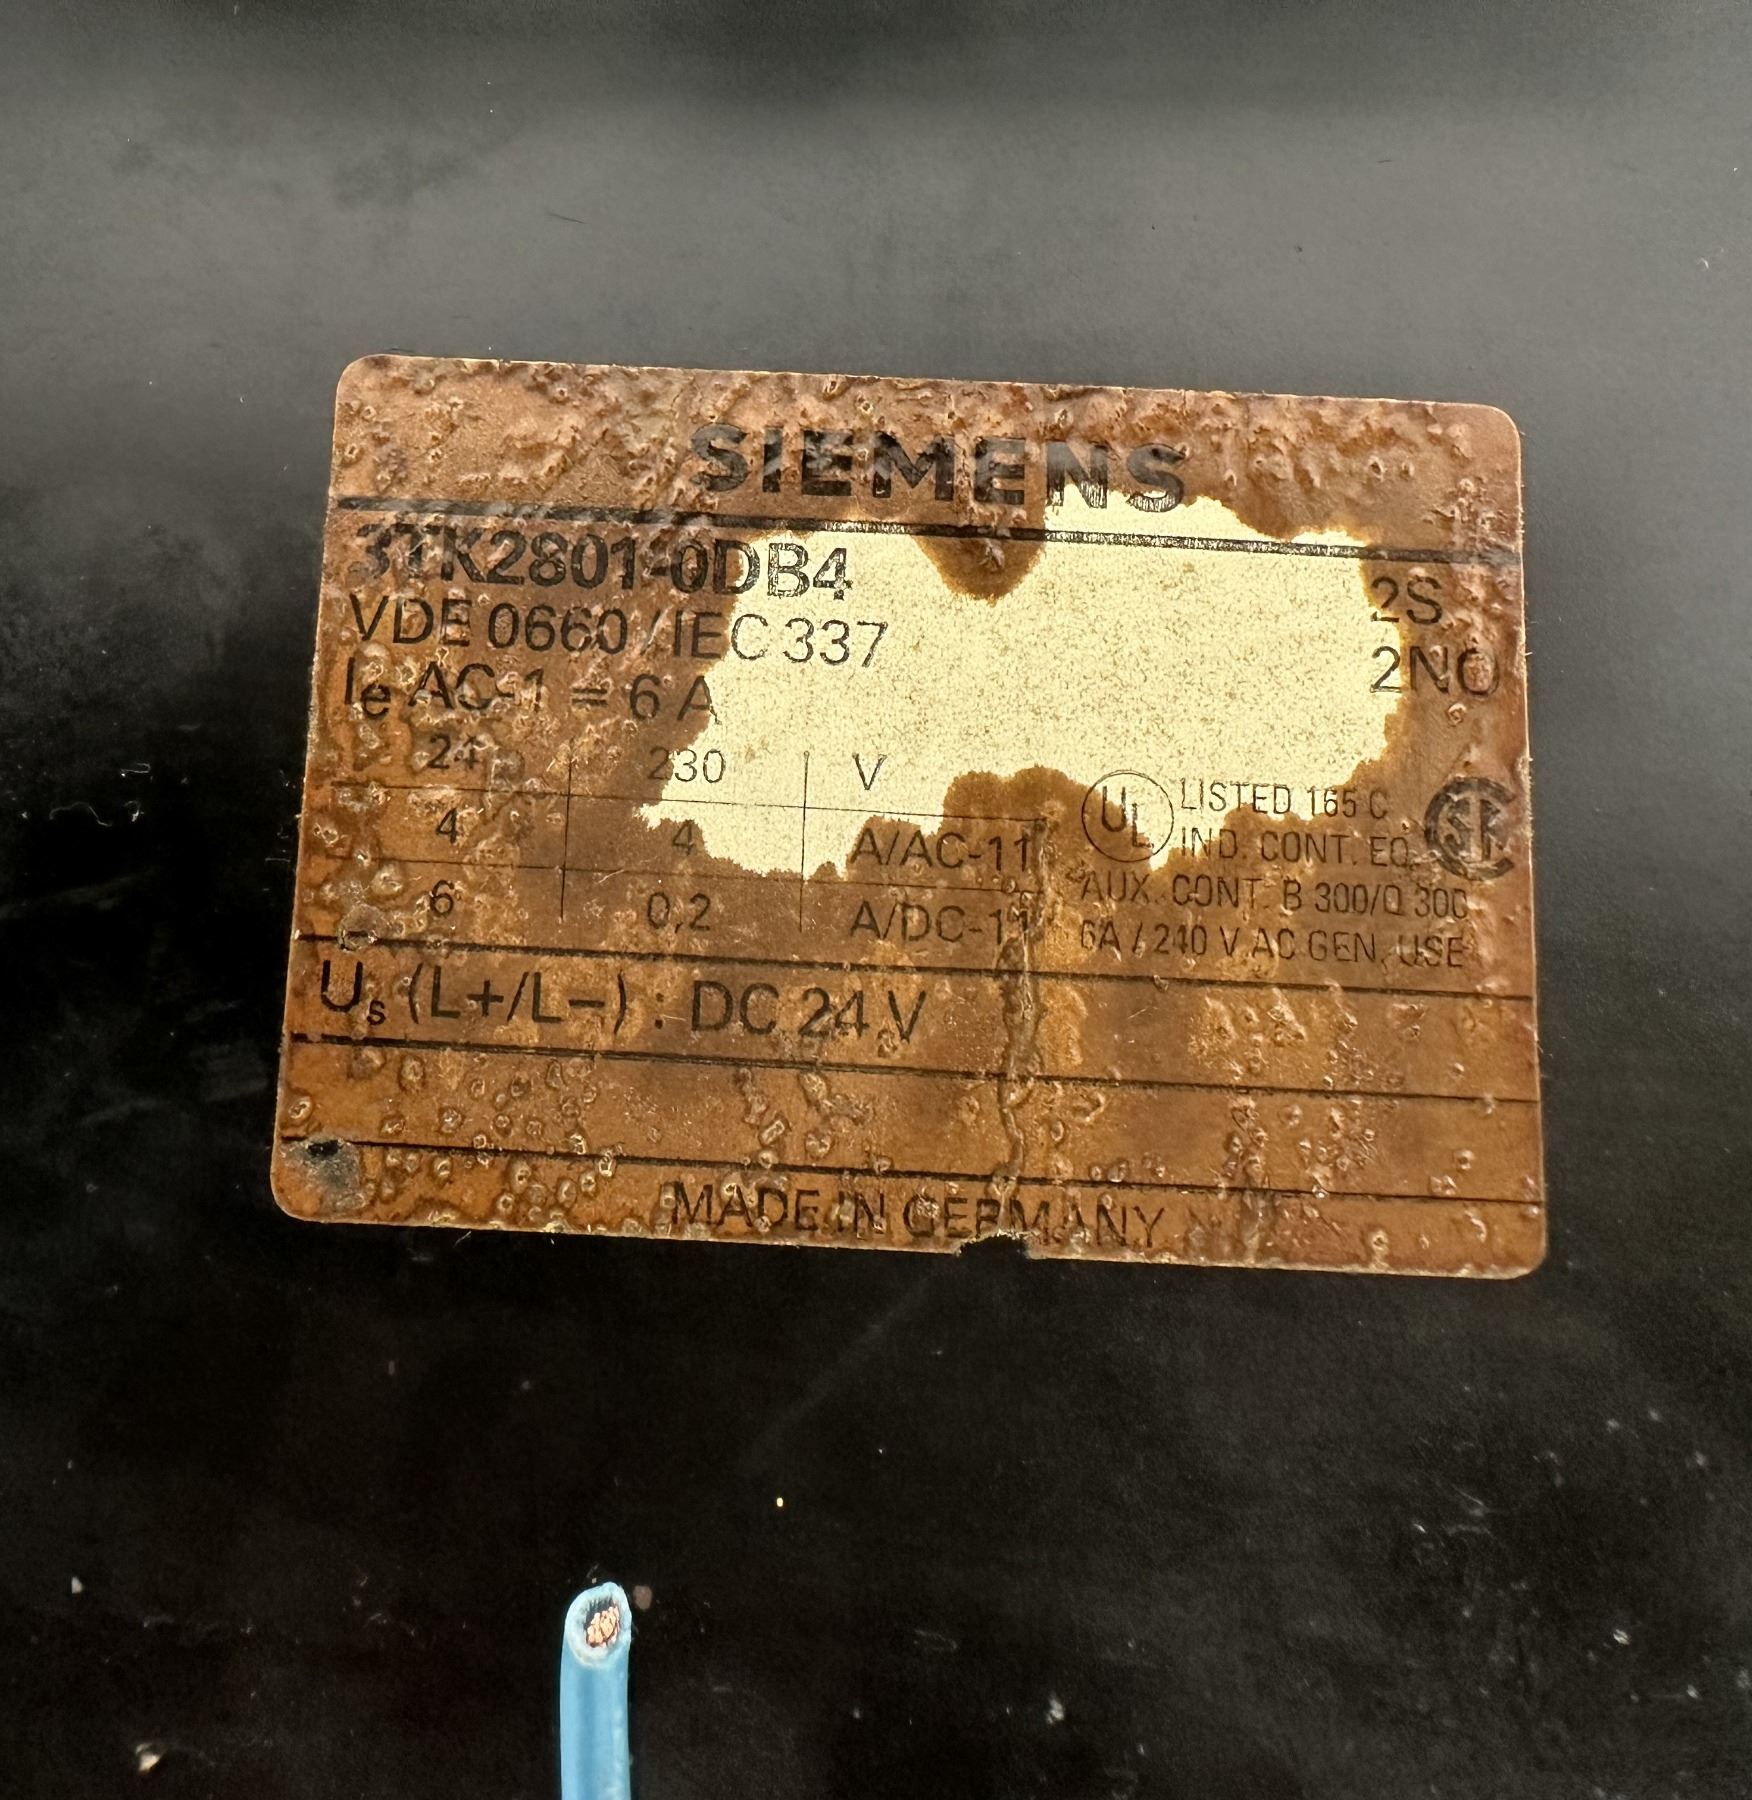 SIEMENS
3TK2801-0DB4
2S
VDE 0660/IEC 337
2NO
Ie AC-1 = 6 A
24 230 V
4 4 A/AC-11
6 0,2 A/DC-11
UL LISTED 165 C
IND. CONT. EQ.
AUX. CONT. B 300/Q 300
6A / 240 V AC GEN. USE
Us (L+/L−) : DC 24 V
MADE IN GERMANY